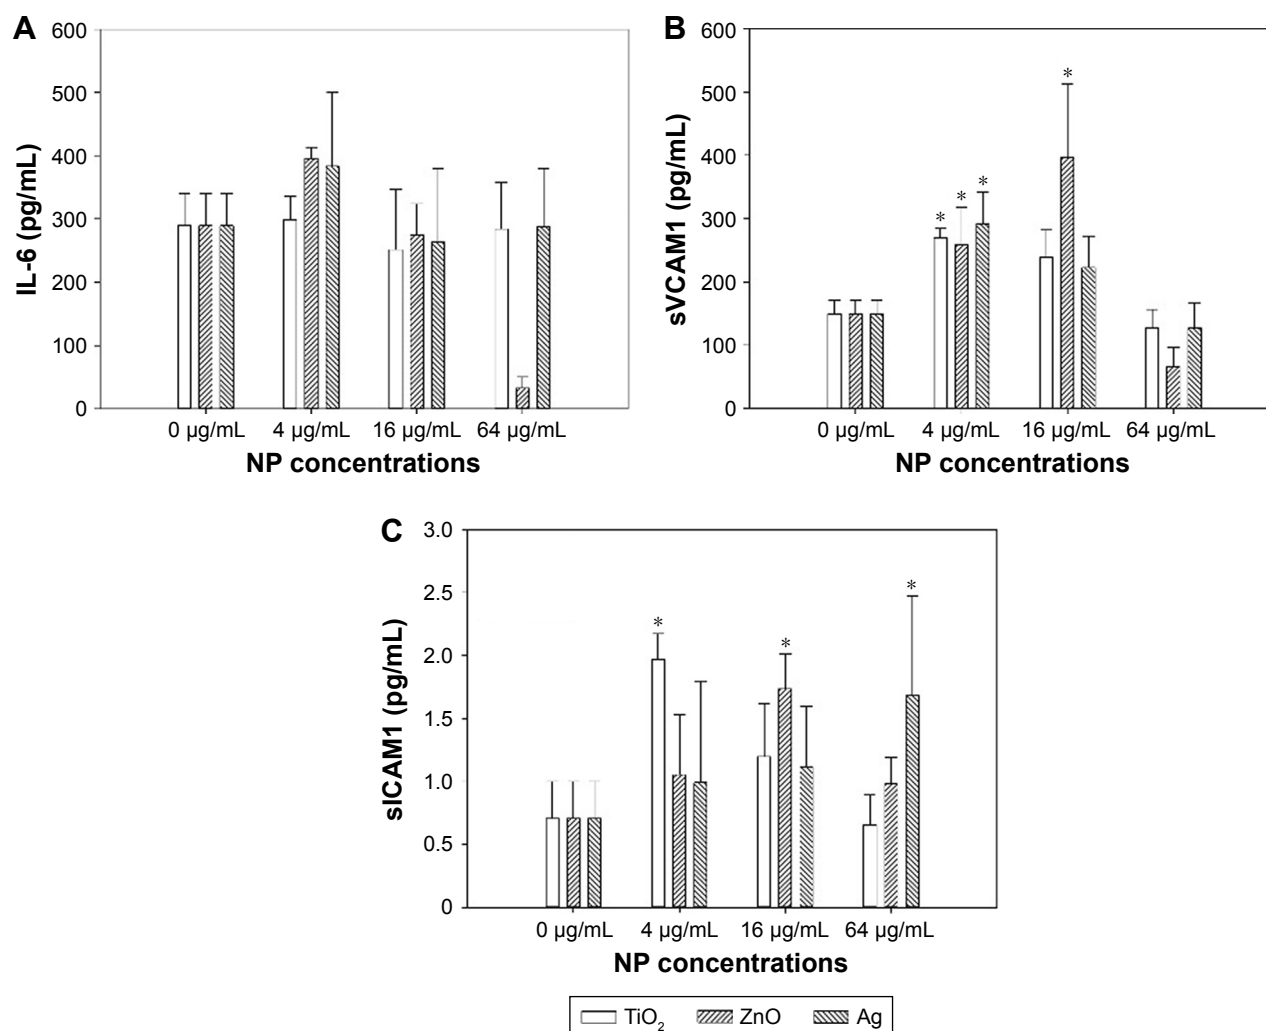 A
600
500
400
300
200
100
0
IL-6 (pg/mL)
0 µg/mL 4 µg/mL 16 µg/mL 64 µg/mL
NP concentrations
B
600
500
400
300
200
100
0
sVCAM1 (pg/mL)
* * * *
0 µg/mL 4 µg/mL 16 µg/mL 64 µg/mL
NP concentrations
C
3.0
2.5
2.0
1.5
1.0
0.5
0
sICAM1 (pg/mL)
* * *
0 µg/mL 4 µg/mL 16 µg/mL 64 µg/mL
NP concentrations
TiO₂ ZnO Ag